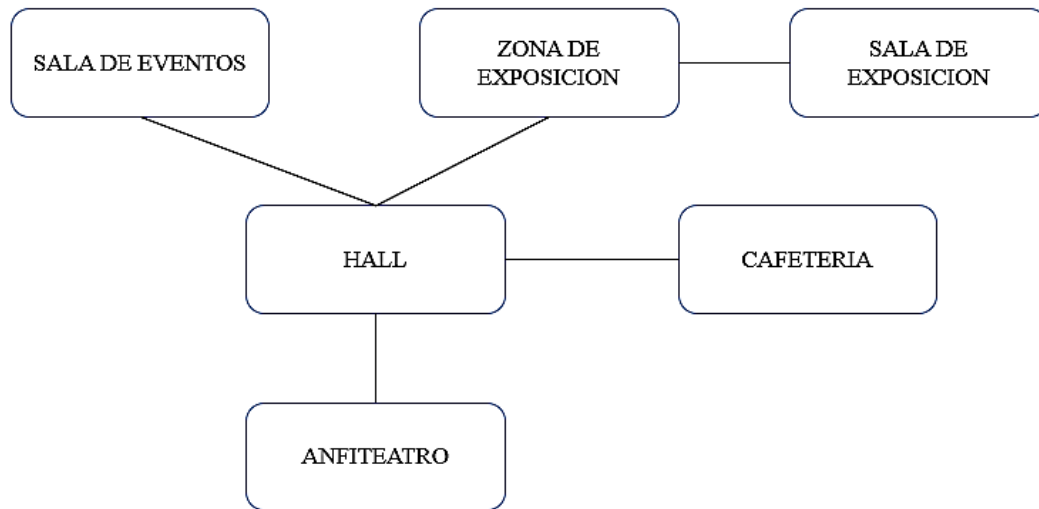 SALA DE EVENTOS
ZONA DE
EXPOSICION
SALA DE
EXPOSICION
HALL
CAFETERIA
ANFITEATRO